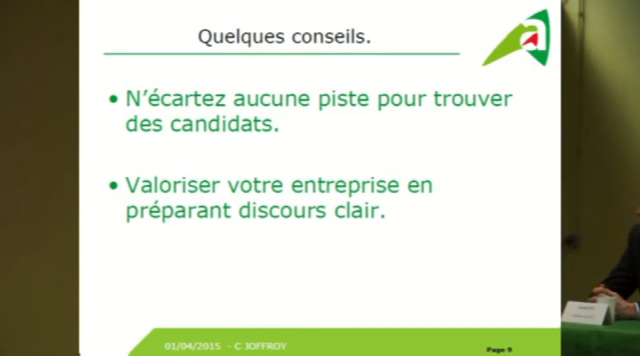 Quelques conseils.
• N'écartez aucune piste pour trouver
des candidats.
• Valoriser votre entreprise en
préparant discours clair.
01/04/2015 - C JOFFROY
Page 9